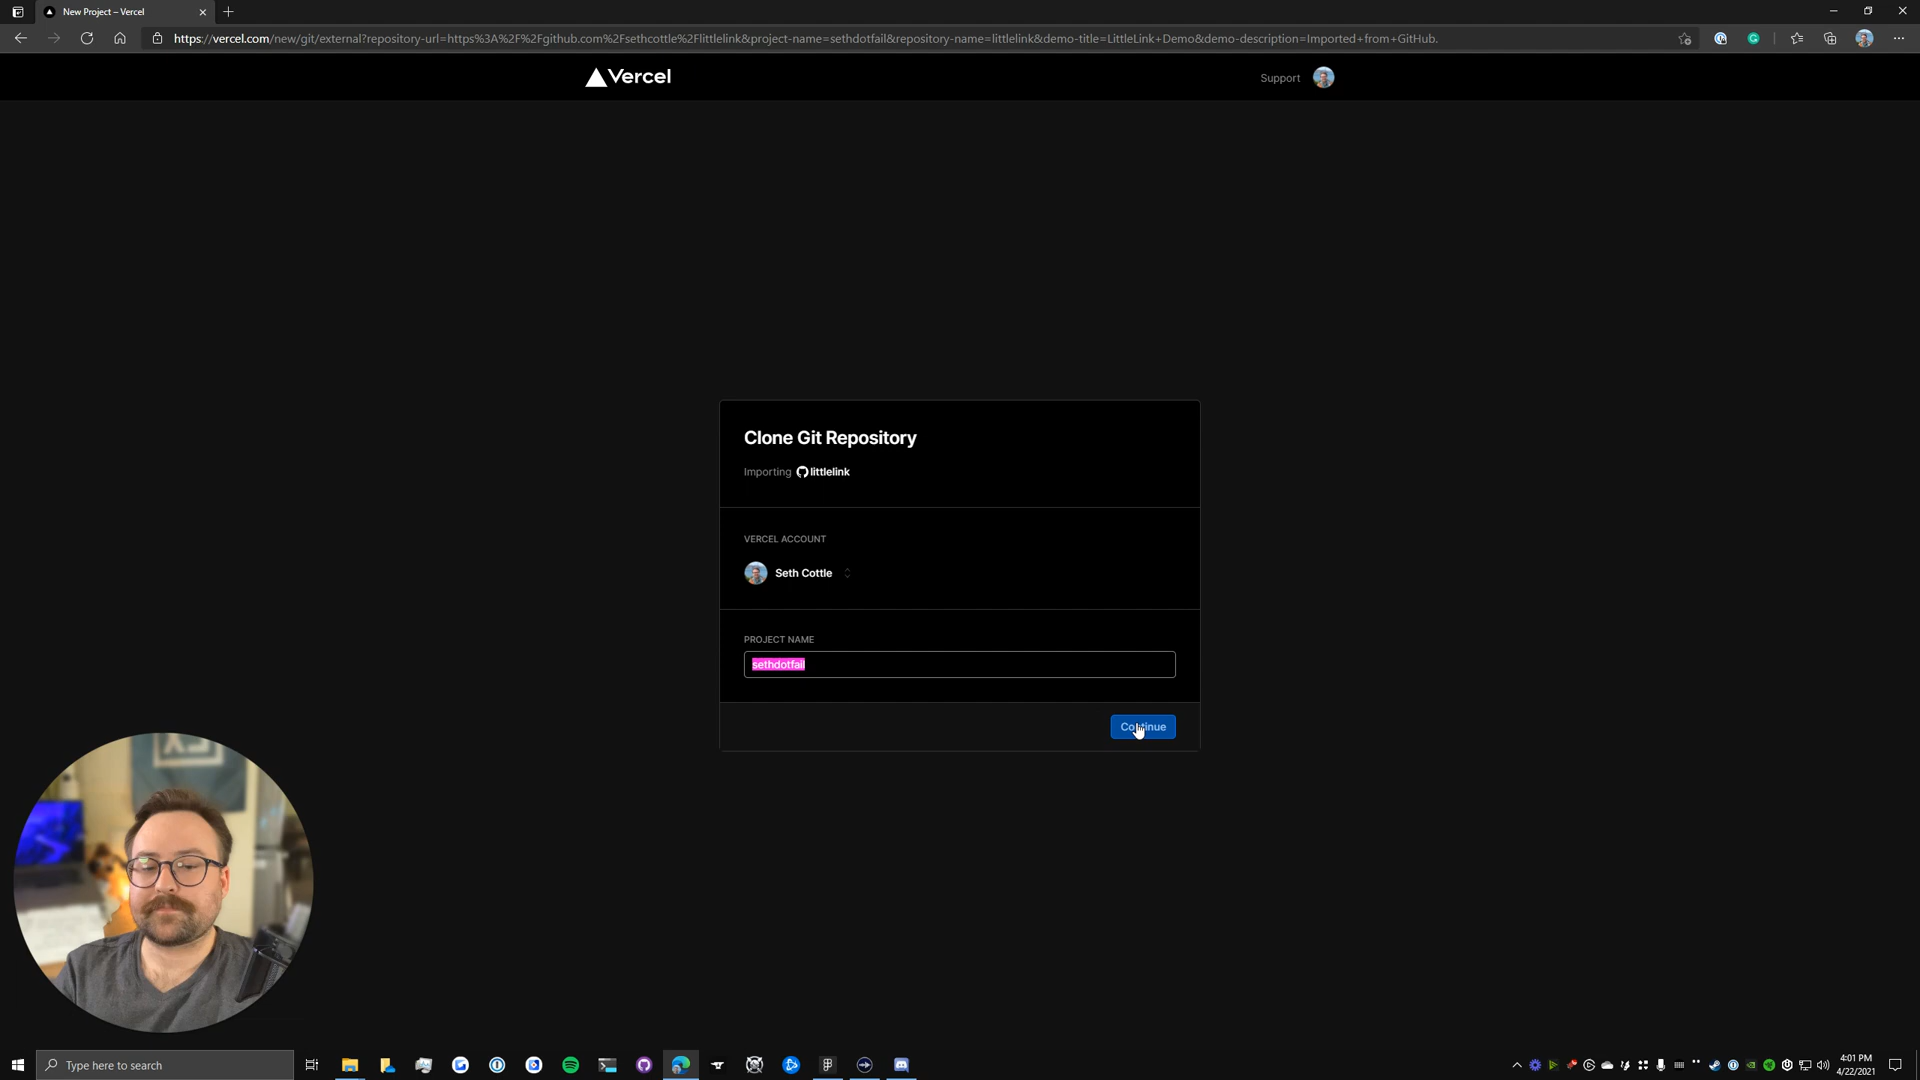 New Project – Vercel
https://vercel.com/new/git/external?repository-url=https%3A%2F%2Fgithub.com%2Fsethcottle%2Flittlelink&project-name=sethdotfail&repository-name=littlelink&demo-title=LittleLink+Demo&demo-description=Imported+from+GitHub.
Vercel
Support
Clone Git Repository
Importing littlelink
VERCEL ACCOUNT
Seth Cottle
PROJECT NAME
sethdotfail
Continue
Type here to search
4:01 PM
4/22/2021